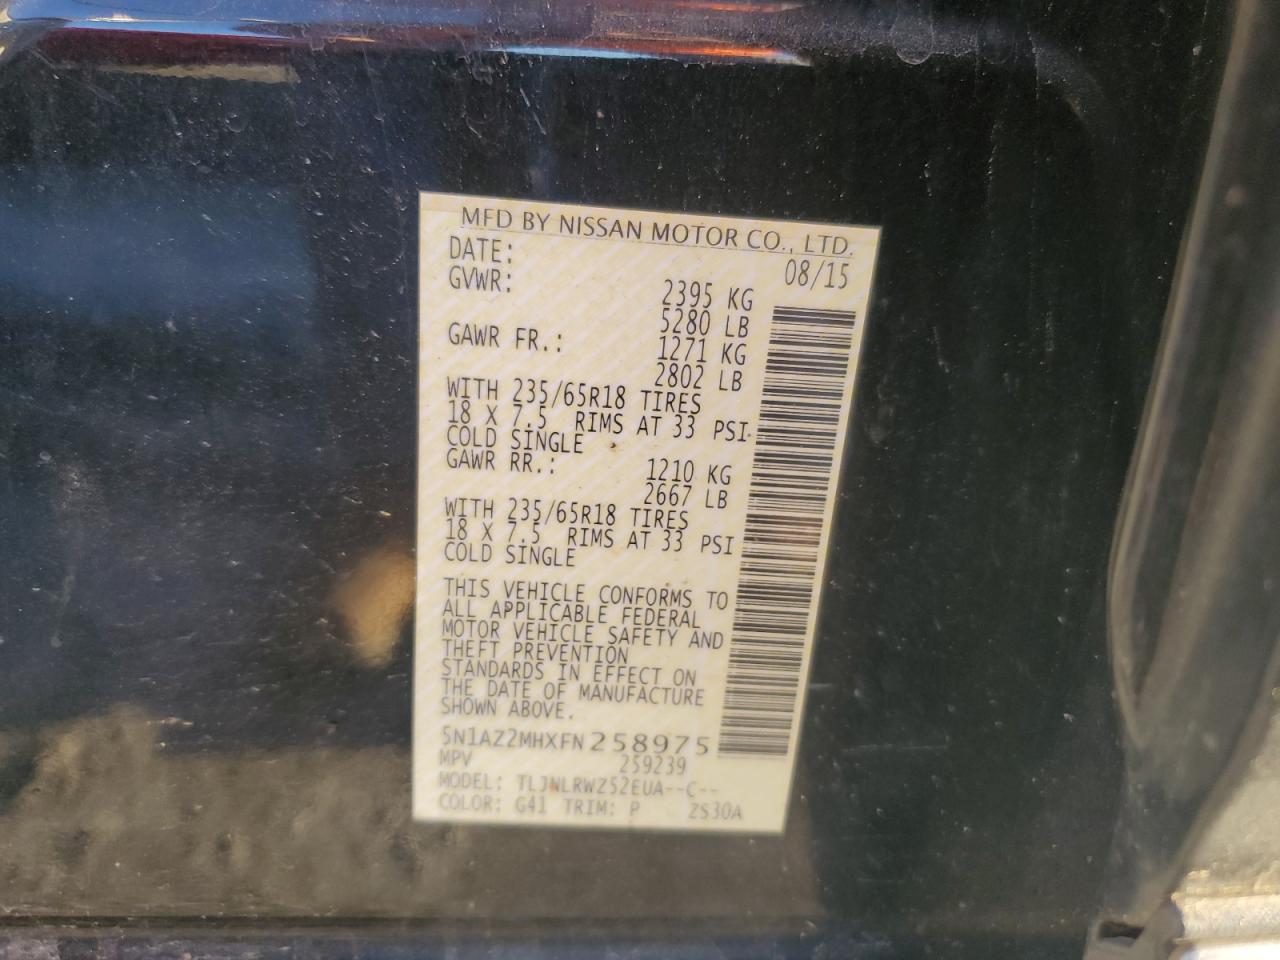 MFD BY NISSAN MOTOR CO., LTD.
DATE: 08/15
GVWR: 2395 KG
5280 LB
GAWR FR.: 1271 KG
2802 LB
WITH 235/65R18 TIRES
18 X 7.5 RIMS AT 33 PSI
COLD SINGLE
GAWR RR.: 1210 KG
2667 LB
WITH 235/65R18 TIRES
18 X 7.5 RIMS AT 33 PSI
COLD SINGLE
THIS VEHICLE CONFORMS TO
ALL APPLICABLE FEDERAL
MOTOR VEHICLE SAFETY AND
THEFT PREVENTION
STANDARDS IN EFFECT ON
THE DATE OF MANUFACTURE
SHOWN ABOVE.
5N1AZ2MHXFN258975
MPV 259239
MODEL: TLJNLRWZ52EUA--C--
COLOR: G41 TRIM: P ZS30A